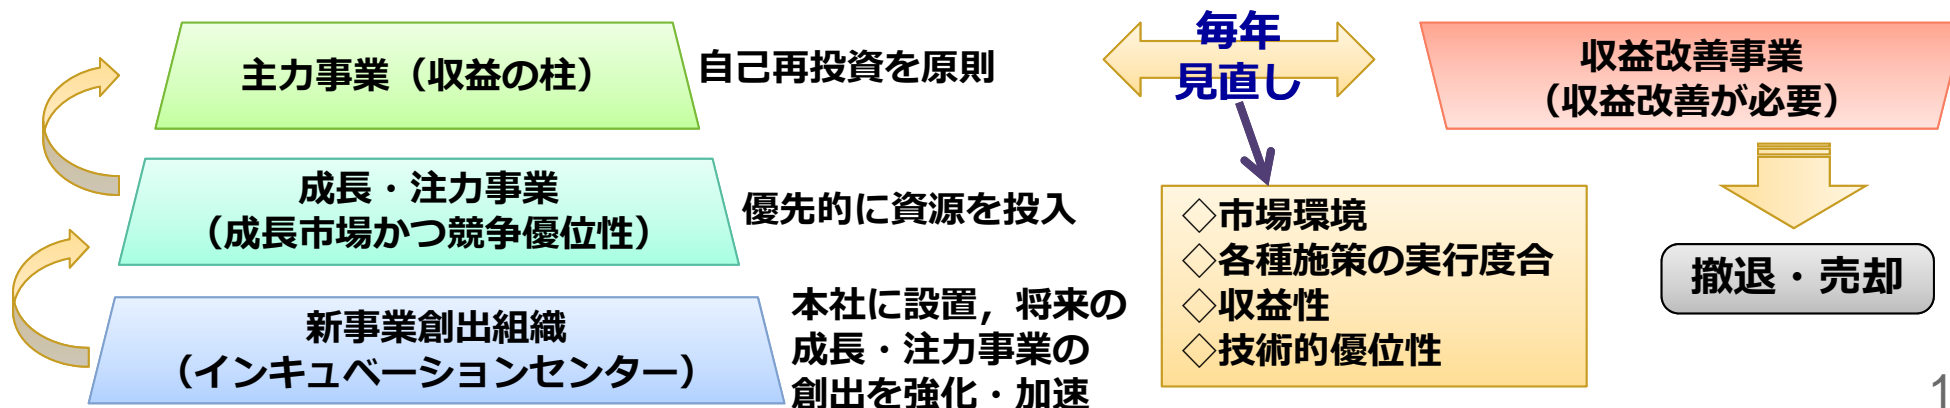 主力事業（収益の柱）
自己再投資を原則
毎年
見直し
収益改善事業
（収益改善が必要）
成長・注力事業
（成長市場かつ競争優位性）
優先的に資源を投入
◇市場環境
◇各種施策の実行度合
◇収益性
◇技術的優位性
撤退・売却
新事業創出組織
（インキュベーションセンター）
本社に設置，将来の
成長・注力事業の
創出を強化・加速
1